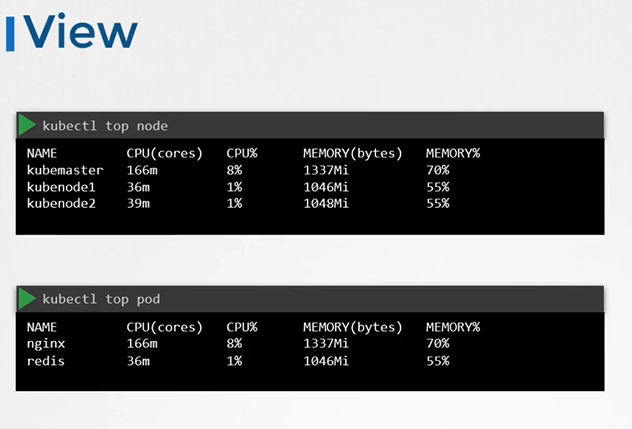 View
kubectl top node
NAME CPU(cores) CPU% MEMORY(bytes) MEMORY%
kubemaster 166m 8% 1337Mi 70%
kubenode1 36m 1% 1046Mi 55%
kubenode2 39m 1% 1048Mi 55%
kubectl top pod
NAME CPU(cores) CPU% MEMORY(bytes) MEMORY%
nginx 166m 8% 1337Mi 70%
redis 36m 1% 1046Mi 55%